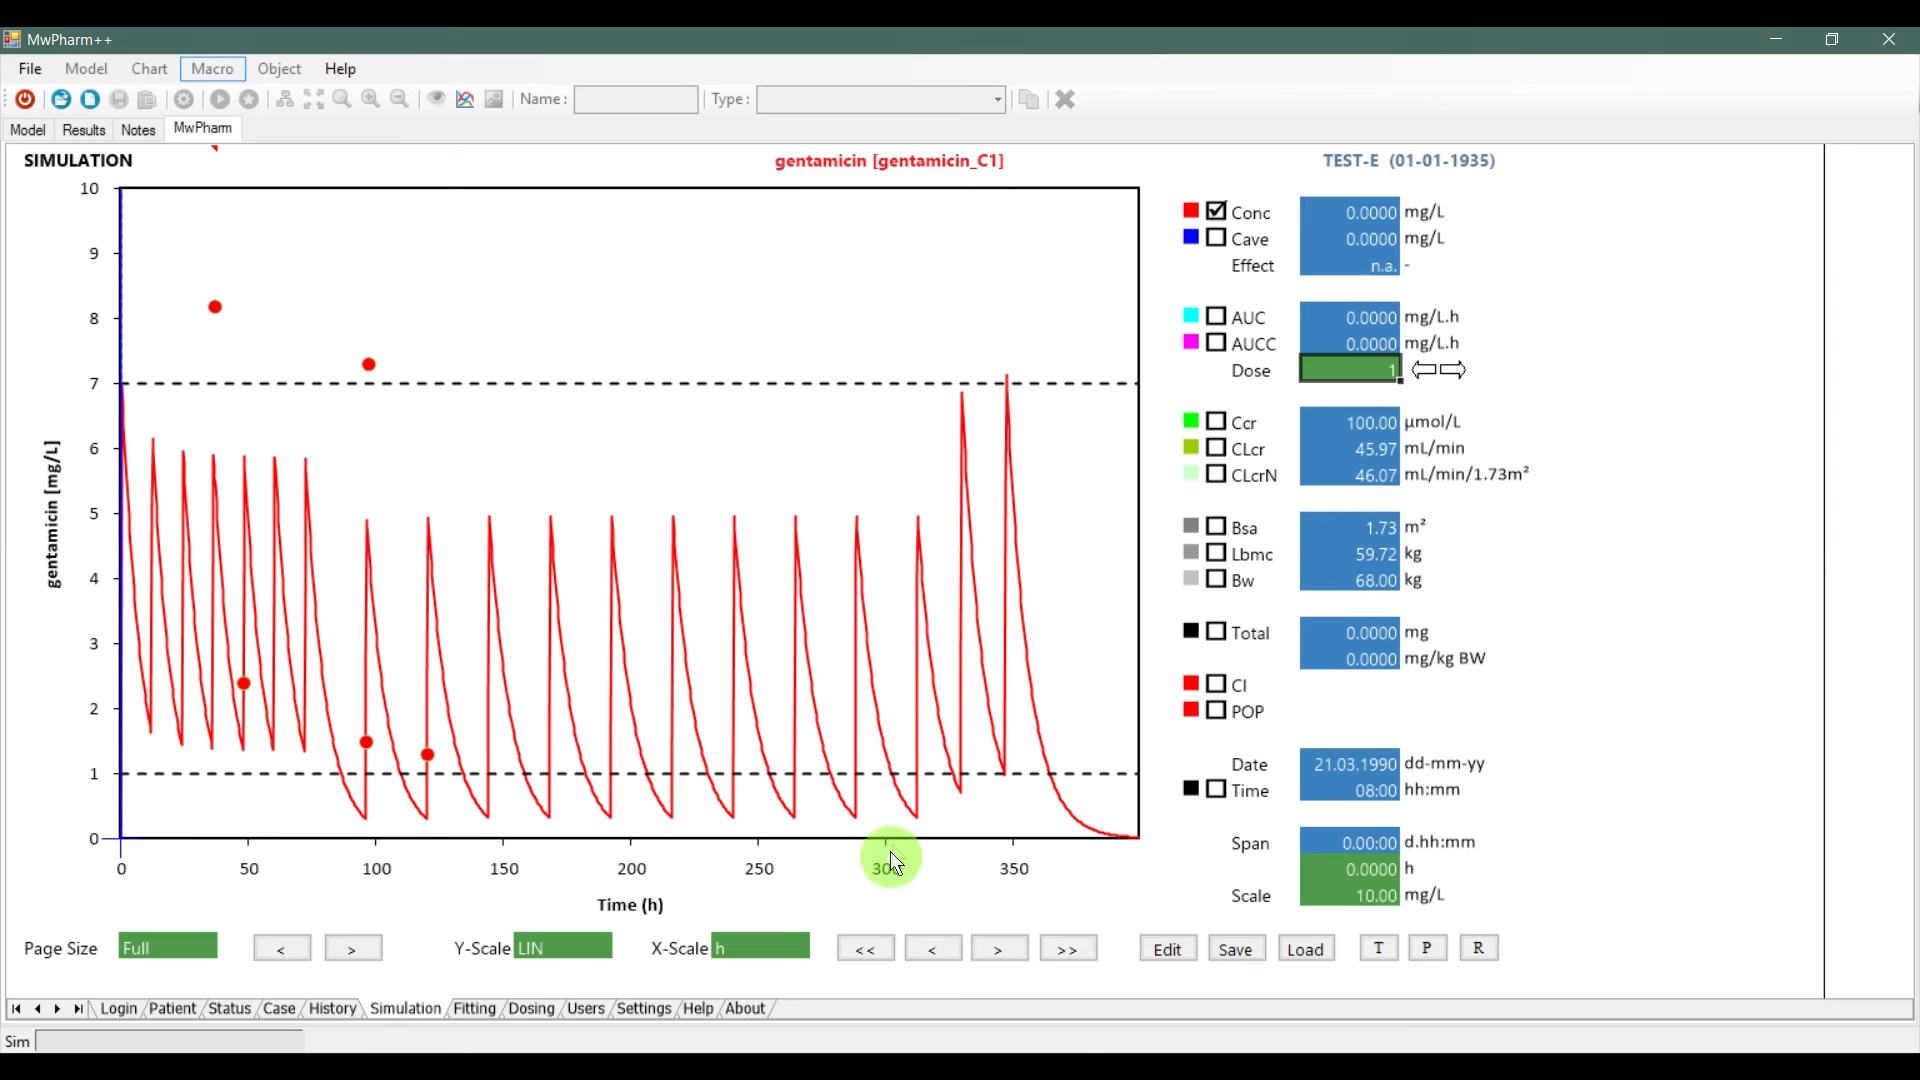 MwPharm++
File Model Chart Macro Object Help
Name: Type:
Model Results Notes MwPharm
SIMULATION
gentamicin [gentamicin_C1]
TEST-E (01-01-1935)
10
9
8
7
6
5
4
3
2
1
0
gentamicin [mg/L]
0 50 100 150 200 250 350
Time (h)
Conc 0.0000 mg/L
Cave 0.0000 mg/L
Effect n.a. -
AUC 0.0000 mg/L.h
AUCC 0.0000 mg/L.h
Dose 1
Ccr 100.00 µmol/L
CLcr 45.97 mL/min
CLcrN 46.07 mL/min/1.73m²
Bsa 1.73 m²
Lbmc 59.72 kg
Bw 68.00 kg
Total 0.0000 mg
0.0000 mg/kg BW
CI
POP
Date 21.03.1990 dd-mm-yy
Time 08:00 hh:mm
Span 0.00:00 d.hh:mm
0.0000 h
Scale 10.00 mg/L
Page Size Full < > Y-Scale LIN X-Scale h << < > >> Edit Save Load T P R
Login Patient Status Case History Simulation Fitting Dosing Users Settings Help About
Sim